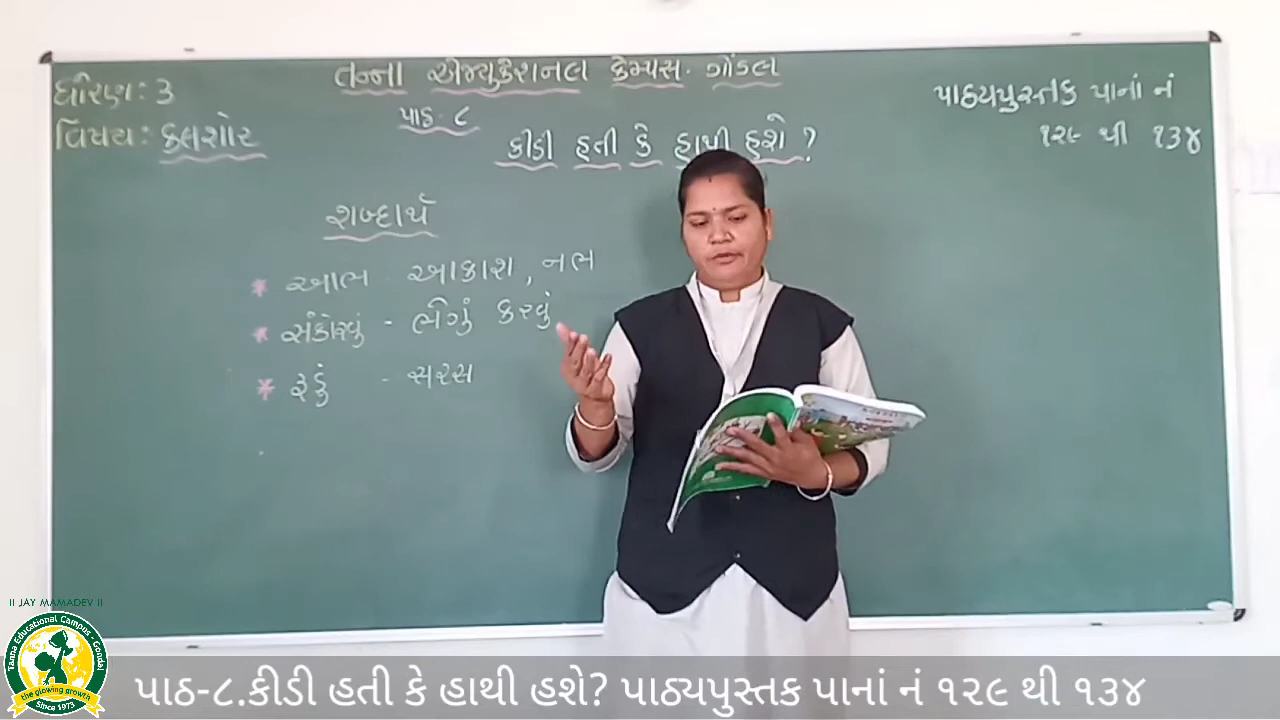 તન્ના એજ્યુકેશનલ કેમ્પસ. ગોંડલ
ધોરણ: 3
વિષય: કલશોર
પાઠ. ૮
પાઠ્યપુસ્તક પાનાં નં
૧૨૯ થી ૧૩૪
કીડી હતી કે હાથી હશે ?
શબ્દાર્થ
* આભ - આકાશ, નભ
* સંકોરવું - ભેગું કરવું
* રૂડું - સરસ
II JAY MAMADEV II
Tanna Educational Campus - Gondal
the glowing growth
Since 1973
પાઠ-૮.કીડી હતી કે હાથી હશે? પાઠ્યપુસ્તક પાનાં નં ૧૨૯ થી ૧૩૪